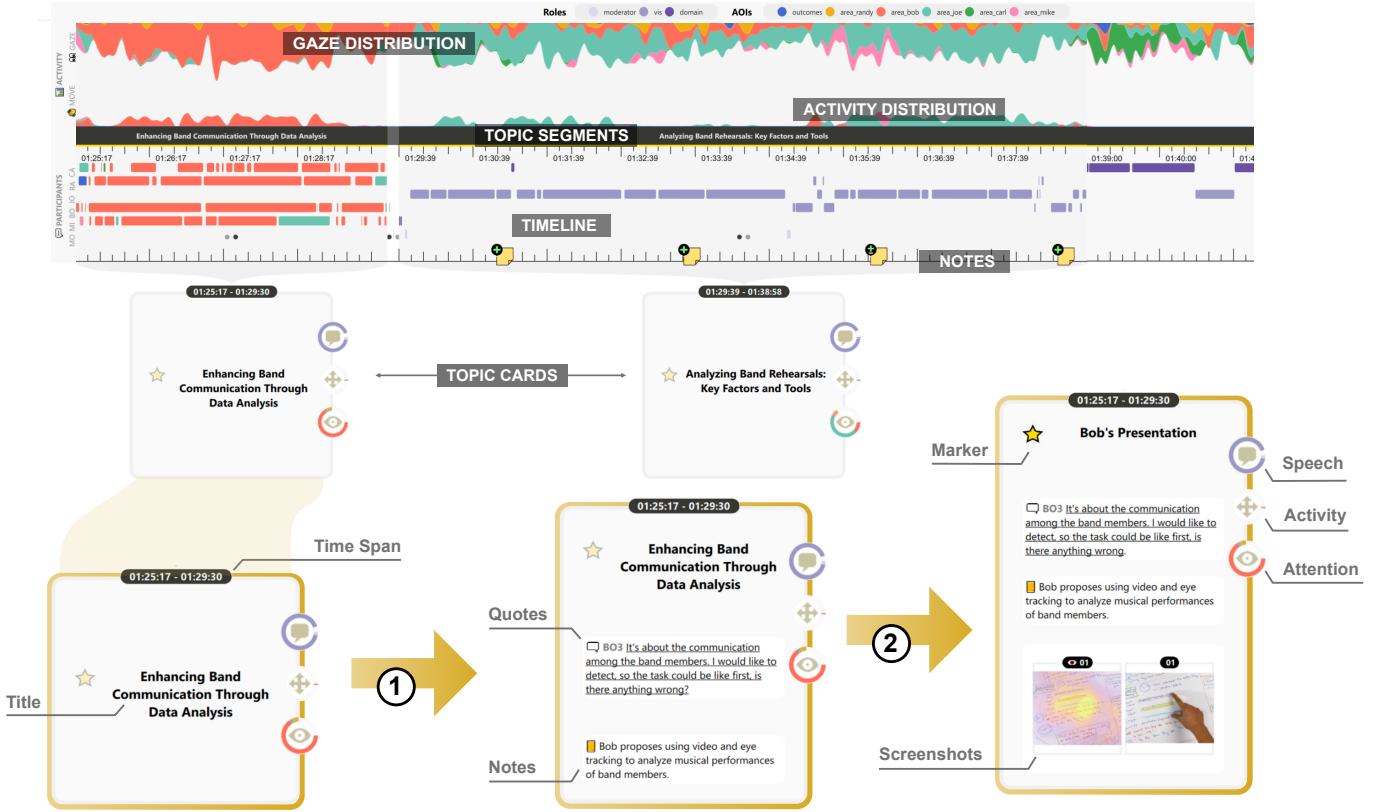 Roles moderator vis domain AOIs outcomes area_randy area_bob area_joe area_carl area_mike
GAZE DISTRIBUTION
ACTIVITY
MOVE GAZE
ACTIVITY DISTRIBUTION
Enhancing Band Communication Through Data Analysis
TOPIC SEGMENTS
Analyzing Band Rehearsals: Key Factors and Tools
01:25:17 01:26:17 01:27:17 01:28:17 01:29:39 01:30:39 01:31:39 01:32:39 01:33:39 01:34:39 01:35:39 01:36:39 01:37:39 01:39:00 01:40:00 01:4
PARTICIPANTS
MO MI BO JO RA CA
TIMELINE
NOTES
01:25:17 - 01:29:30
Enhancing Band
Communication Through
Data Analysis
TOPIC CARDS
01:29:39 - 01:38:58
Analyzing Band Rehearsals:
Key Factors and Tools
Time Span
01:25:17 - 01:29:30
Enhancing Band
Communication Through
Data Analysis
Title
1
01:25:17 - 01:29:30
Enhancing Band
Communication Through
Data Analysis
Quotes
BO3 It's about the communication
among the band members. I would like to
detect, so the task could be like first, is
there anything wrong?
Notes
Bob proposes using video and eye
tracking to analyze musical performances
of band members.
2
01:25:17 - 01:29:30
Marker
Bob's Presentation
Speech
Activity
Attention
BO3 It's about the communication
among the band members. I would like to
detect, so the task could be like first, is
there anything wrong.
Bob proposes using video and eye
tracking to analyze musical performances
of band members.
01
01
Screenshots